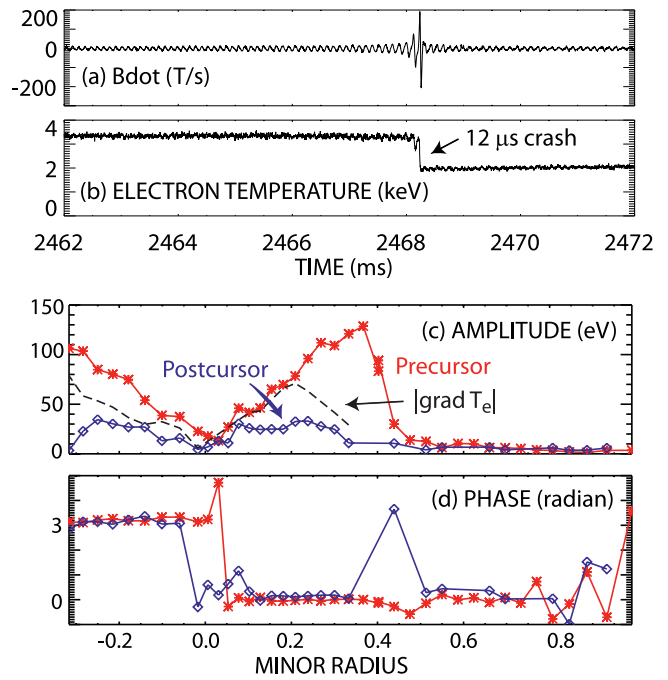 200
0
-200
(a) Bdot (T/s)
4
2
0
12 μs crash
(b) ELECTRON TEMPERATURE (keV)
2462 2464 2466 2468 2470 2472
TIME (ms)
150
100
50
0
(c) AMPLITUDE (eV)
Postcursor
Precursor
|grad Te|
3
0
(d) PHASE (radian)
-0.2 0.0 0.2 0.4 0.6 0.8
MINOR RADIUS